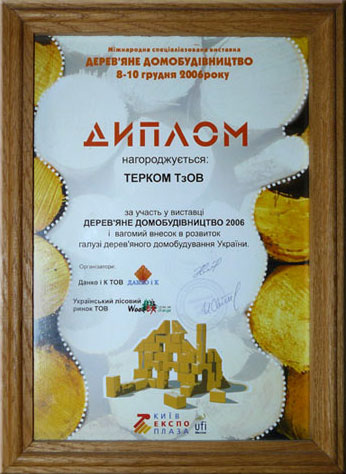 Міжнародна спеціалізована виставка
ДЕРЕВ'ЯНЕ ДОМОБУДІВНИЦТВО
8-10 грудня 2006року
ДИПЛОМ
нагороджується:
ТЕРКОМ ТзОВ
за участь у виставці
ДЕРЕВ'ЯНЕ ДОМОБУДІВНИЦТВО 2006
і вагомий внесок в розвиток
галузі дерев'яного домобудування України.
Організатори:
Данко і К ТОВ ДАНКО І К
Український лісовий
ринок ТОВ Wood
КИЇВ
ЕКСПО
ПЛАЗА
ufi